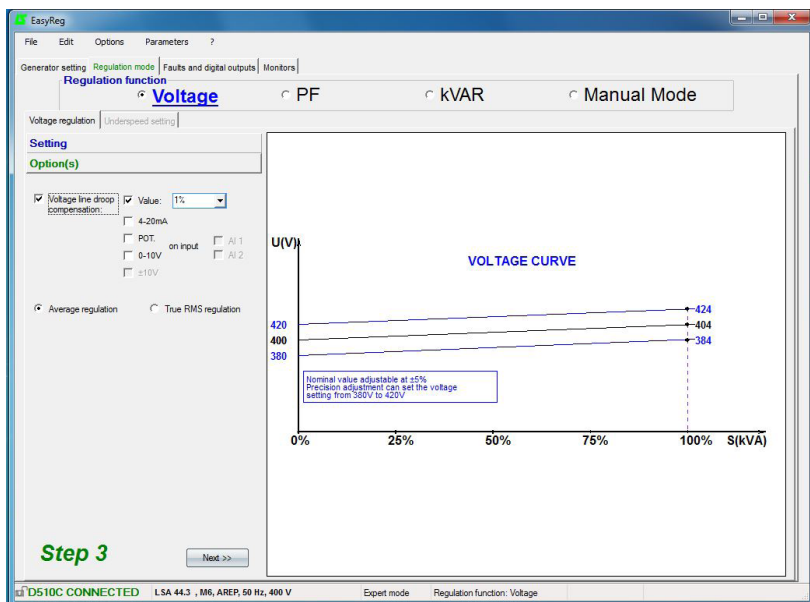 EasyReg
File Edit Options Parameters ?
Generator setting Regulation mode Faults and digital outputs Monitors
Regulation function
Voltage PF kVAR Manual Mode
Voltage regulation Underspeed setting
Setting
Option(s)
Voltage line droop compensation:
Value: 1%
4-20mA
POT.
on input
AI 1
0-10V
AI 2
±10V
Average regulation True RMS regulation
U(V)
VOLTAGE CURVE
424
420
404
400
384
380
Nominal value adjustable at ±5%
Precision adjustment can set the voltage
setting from 380V to 420V
0% 25% 50% 75% 100% S(kVA)
Step 3
Next >>
D510C CONNECTED LSA 44.3 , M6, AREP, 50 Hz, 400 V Expert mode Regulation function: Voltage